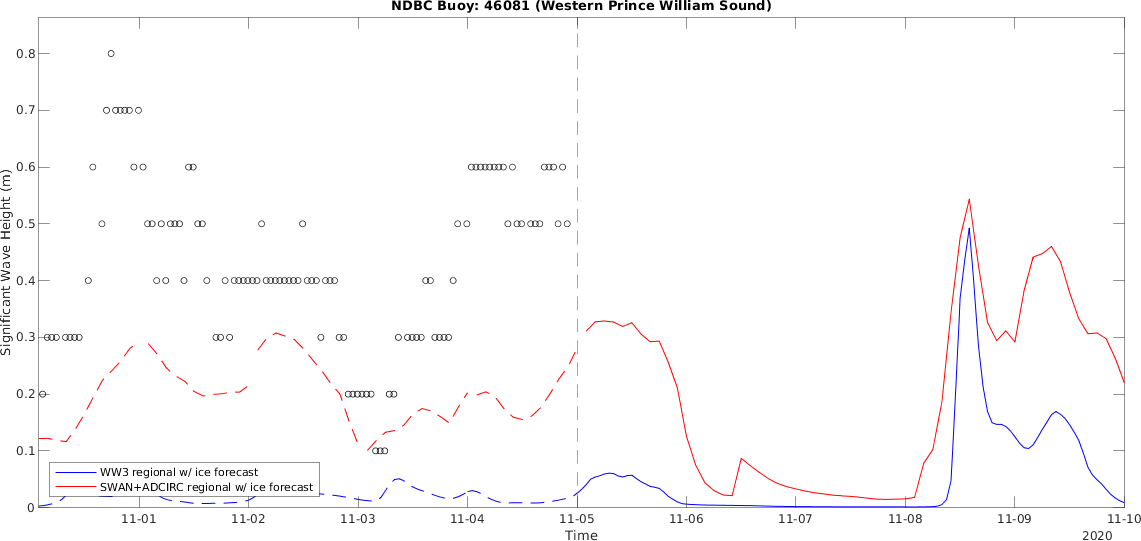 NDBC Buoy: 46081 (Western Prince William Sound)
Significant Wave Height (m)
0.8
0.7
0.6
0.5
0.4
0.3
0.2
0.1
0
WW3 regional w/ ice forecast
SWAN+ADCIRC regional w/ ice forecast
11-01 11-02 11-03 11-04 11-05 11-06 11-07 11-08 11-09 11-10
Time
2020